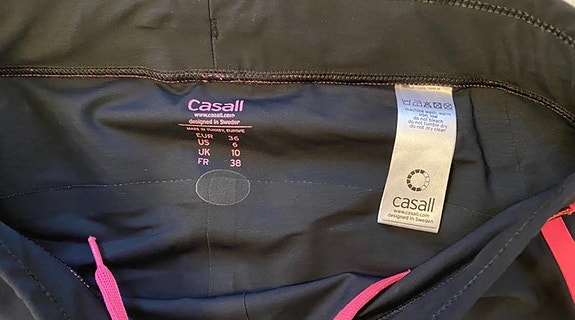 Casall
www.casall.com
designed in Sweden
MADE IN TURKEY, EUROPE
EUR 36
US 6
UK 10
FR 38
machine wash, warm
iron, low
do not bleach
do not tumble dry
do not dry clean
casall
www.casall.com
designed in Sweden